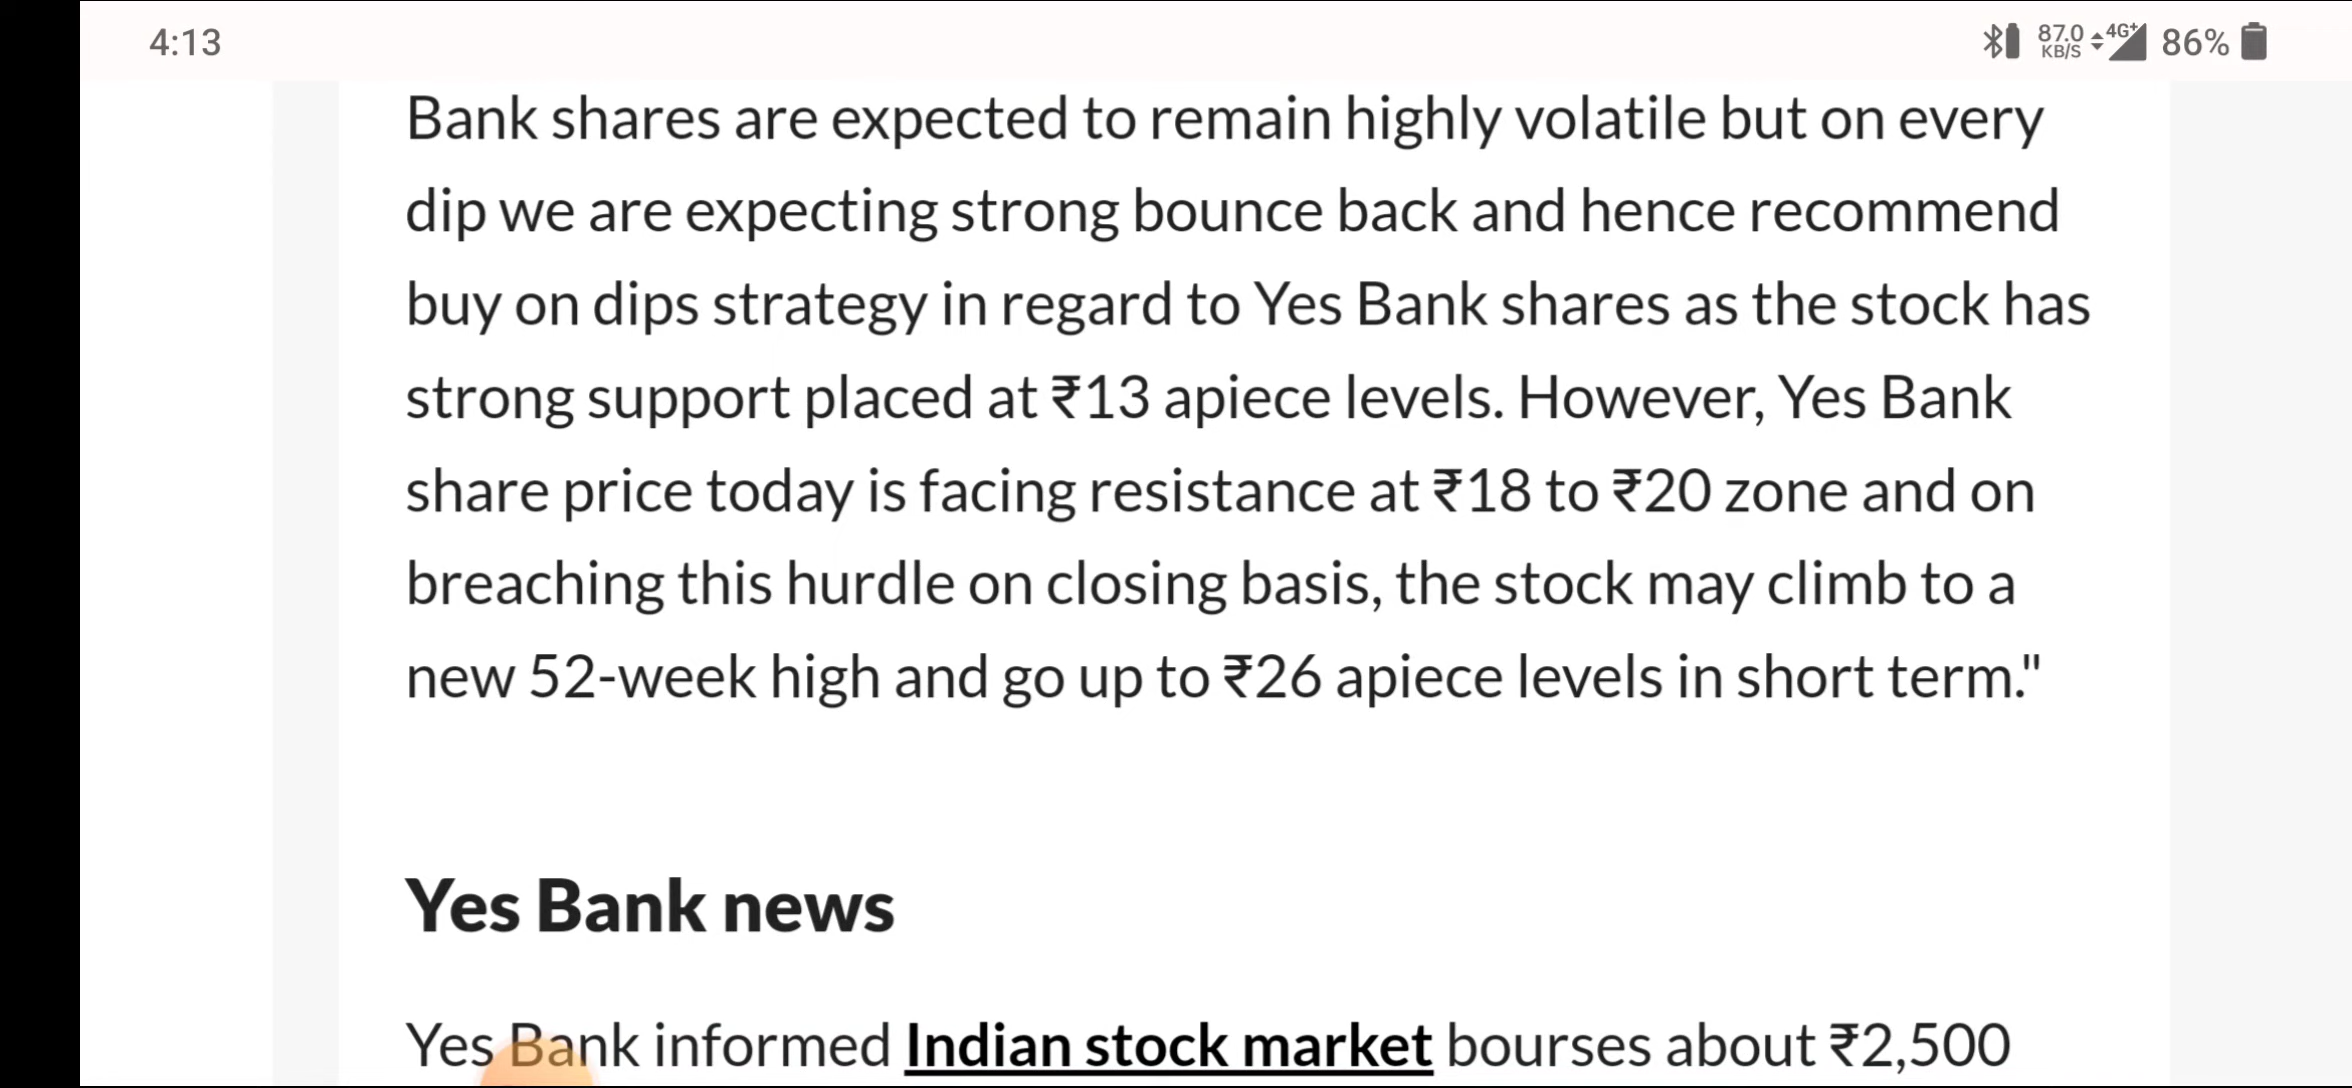 4:13
87.0 KB/S 4G+ 86%
Bank shares are expected to remain highly volatile but on every
dip we are expecting strong bounce back and hence recommend
buy on dips strategy in regard to Yes Bank shares as the stock has
strong support placed at ₹13 apiece levels. However, Yes Bank
share price today is facing resistance at ₹18 to ₹20 zone and on
breaching this hurdle on closing basis, the stock may climb to a
new 52-week high and go up to ₹26 apiece levels in short term."
Yes Bank news
Yes Bank informed Indian stock market bourses about ₹2,500